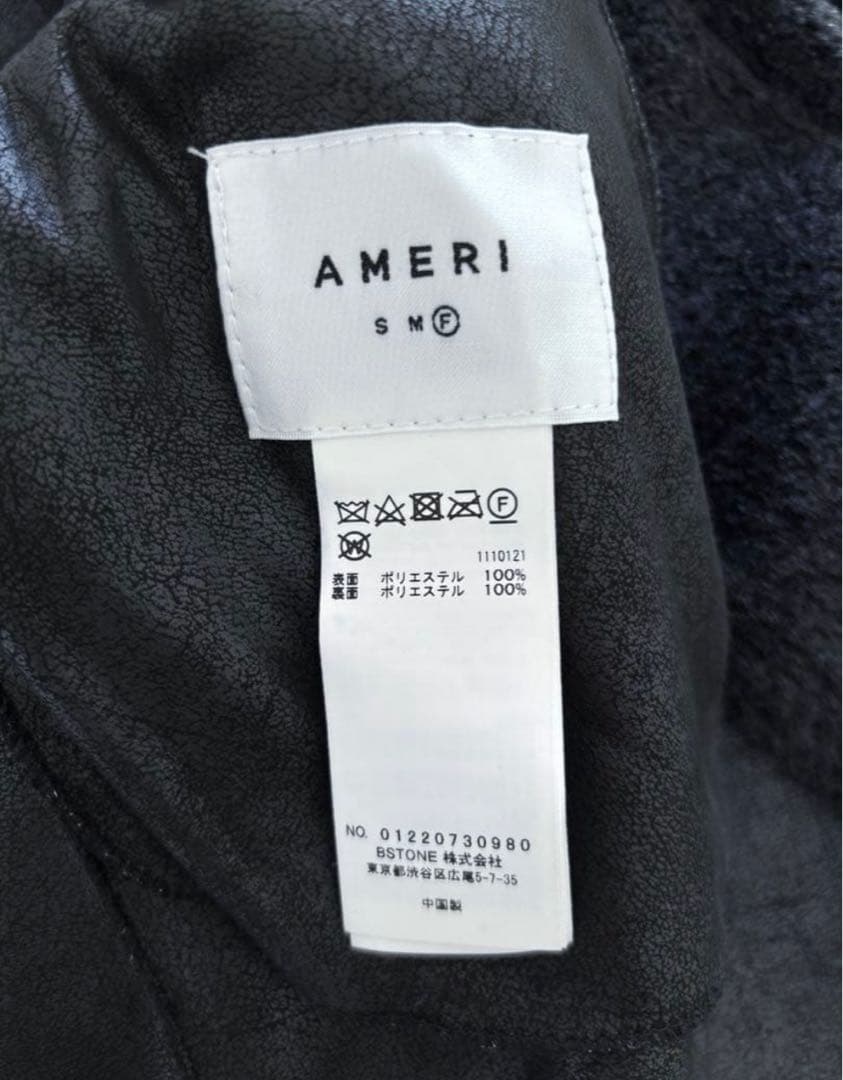 AMERI
S M Ⓕ
F
W
1110121
表面 ポリエステル 100%
裏面 ポリエステル 100%
NO. 01220730980
BSTONE 株式会社
東京都渋谷区広尾5-7-35
中国製